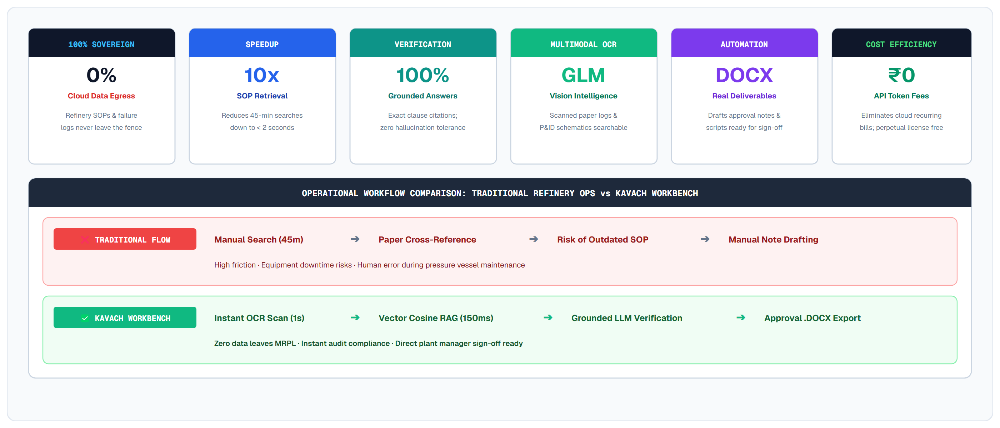 100% SOVEREIGN
0%
Cloud Data Egress
Refinery SOPs & failure
logs never leave the fence
SPEEDUP
10x
SOP Retrieval
Reduces 45-min searches
down to < 2 seconds
VERIFICATION
100%
Grounded Answers
Exact clause citations;
zero hallucination tolerance
MULTIMODAL OCR
GLM
Vision Intelligence
Scanned paper logs &
P&ID schematics searchable
AUTOMATION
DOCX
Real Deliverables
Drafts approval notes &
scripts ready for sign-off
COST EFFICIENCY
₹0
API Token Fees
Eliminates cloud recurring
bills; perpetual license free
OPERATIONAL WORKFLOW COMPARISON: TRADITIONAL REFINERY OPS vs KAVACH WORKBENCH
❌ TRADITIONAL FLOW
Manual Search (45m) ➔ Paper Cross-Reference ➔ Risk of Outdated SOP ➔ Manual Note Drafting
High friction · Equipment downtime risks · Human error during pressure vessel maintenance
✅ KAVACH WORKBENCH
Instant OCR Scan (1s) ➔ Vector Cosine RAG (150ms) ➔ Grounded LLM Verification ➔ Approval .DOCX Export
Zero data leaves MRPL · Instant audit compliance · Direct plant manager sign-off ready